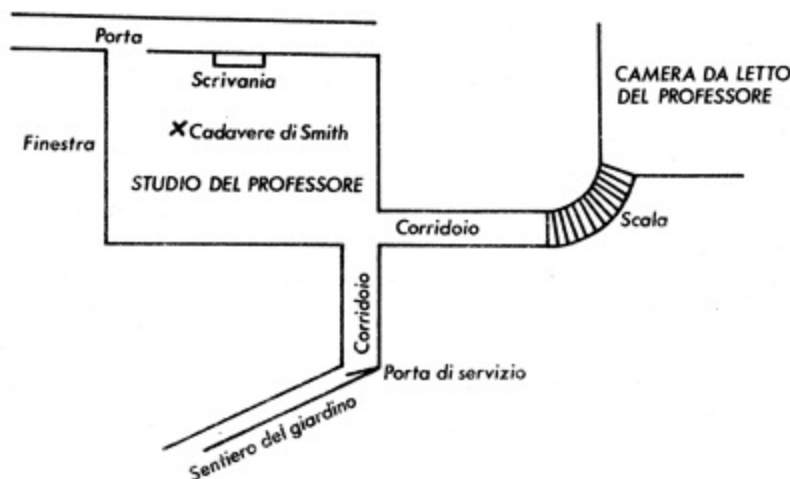 Porta
Scrivania
CAMERA DA LETTO
DEL PROFESSORE
Finestra
Cadavere di Smith
STUDIO DEL PROFESSORE
Corridoio
Scala
Corridoio
Porta di servizio
Sentiero del giardino